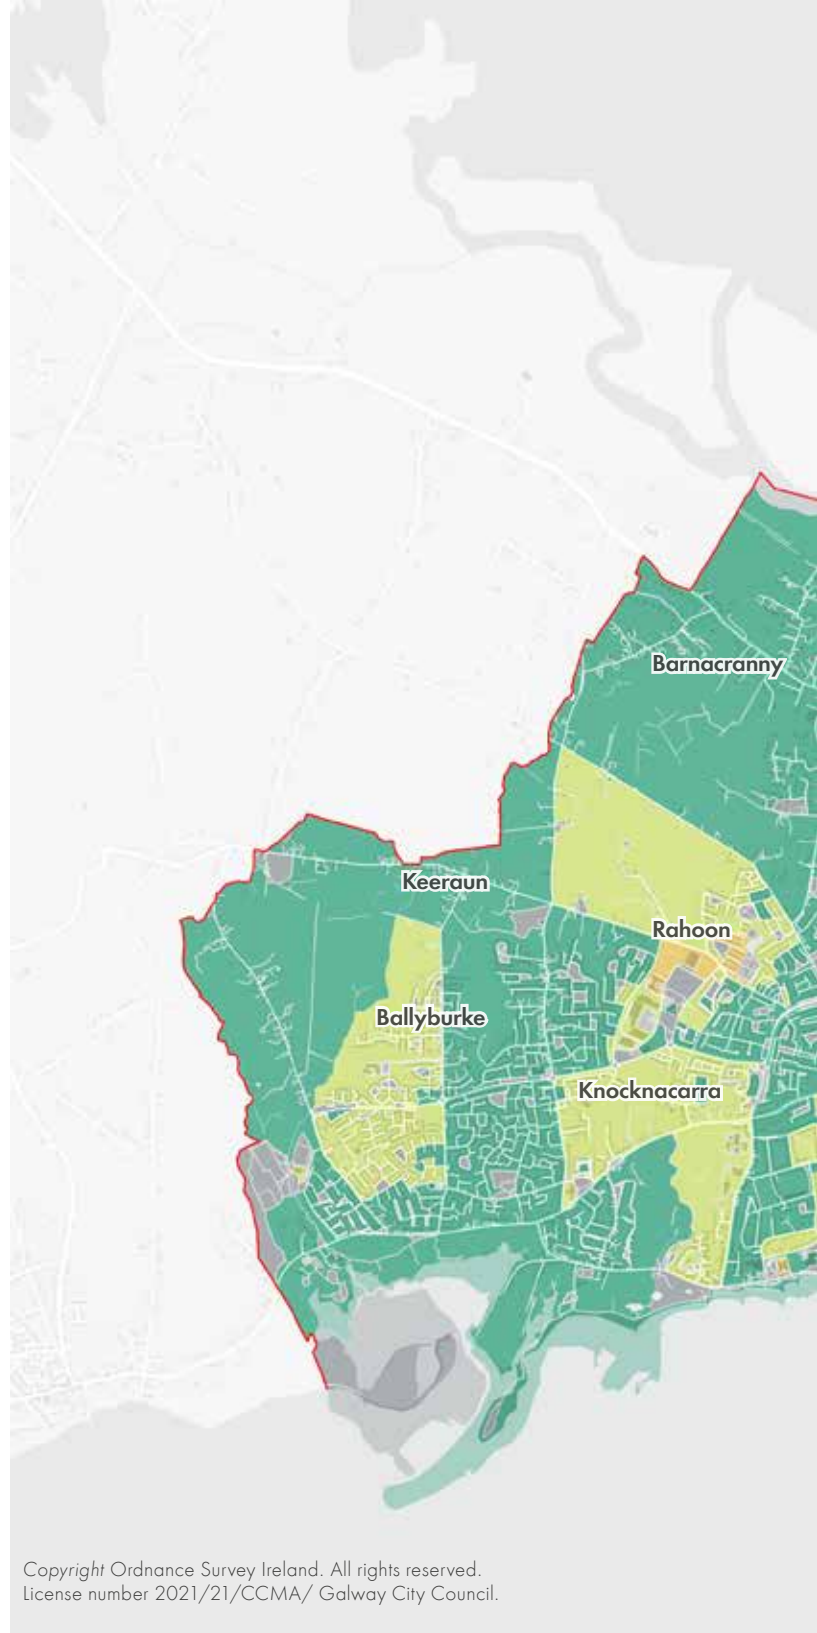 Barnacranny
Keeraun
Rahoon
Ballyburke
Knocknacarra
Copyright Ordnance Survey Ireland. All rights reserved.
License number 2021/21/CCMA/ Galway City Council.